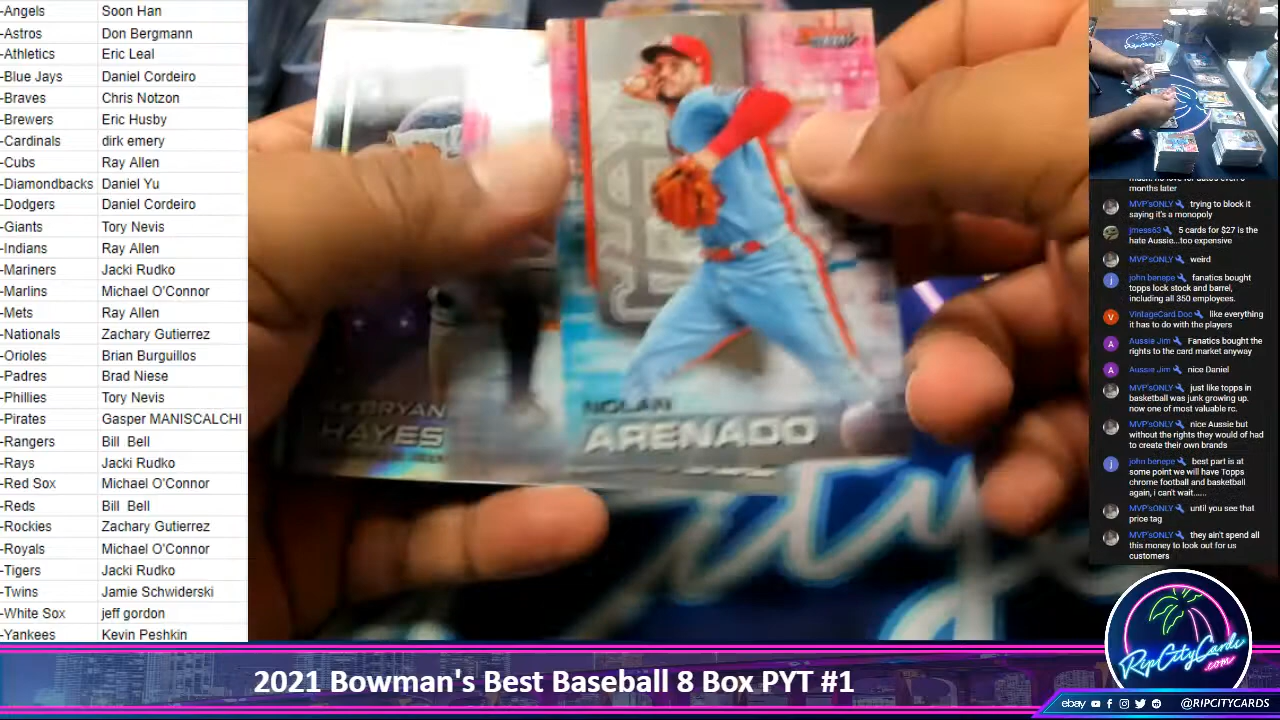 -Angels Soon Han
-Astros Don Bergmann
-Athletics Eric Leal
-Blue Jays Daniel Cordeiro
-Braves Chris Notzon
-Brewers Eric Husby
-Cardinals dirk emery
-Cubs Ray Allen
-Diamondbacks Daniel Yu
-Dodgers Daniel Cordeiro
-Giants Tory Nevis
-Indians Ray Allen
-Mariners Jacki Rudko
-Marlins Michael O'Connor
-Mets Ray Allen
-Nationals Zachary Gutierrez
-Orioles Brian Burguillos
-Padres Brad Niese
-Phillies Tory Nevis
-Pirates Gasper MANISCALCHI
-Rangers Bill Bell
-Rays Jacki Rudko
-Red Sox Michael O'Connor
-Reds Bill Bell
-Rockies Zachary Gutierrez
-Royals Michael O'Connor
-Tigers Jacki Rudko
-Twins Jamie Schwiderski
-White Sox jeff gordon
-Yankees Kevin Peshkin
HAYES
NOLAN
ARENADO
months later
MVP'sONLY trying to block it
saying it's a monopoly
jmess63 5 cards for $27 is the
hate Aussie...too expensive
MVP'sONLY weird
john benepe fanatics bought
topps lock stock and barrel,
including all 350 employees.
VintageCard Doc like everything
it has to do with the players
Aussie Jim Fanatics bought the
rights to the card market anyway
Aussie Jim nice Daniel
MVP'sONLY just like topps in
basketball was junk growing up.
now one of most valuable rc.
MVP'sONLY nice Aussie but
without the rights they would of had
to create their own brands
john benepe best part is at
some point we will have Topps
chrome football and basketball
again, i can't wait......
MVP'sONLY until you see that
price tag
MVP'sONLY they ain't spend all
this money to look out for us
customers
RipCityCards
.com
2021 Bowman's Best Baseball 8 Box PYT #1
ebay @RIPCITYCARDS